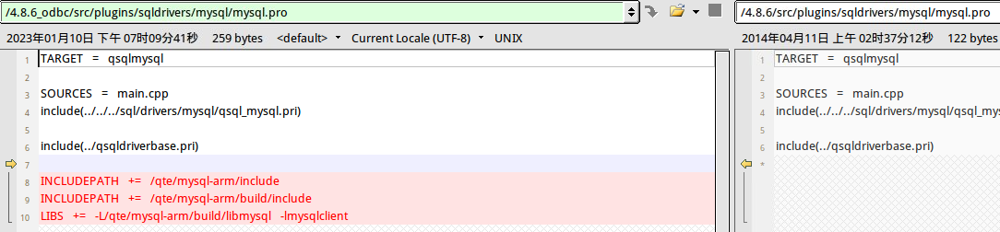 /4.8.6_odbc/src/plugins/sqldrivers/mysql/mysql.pro
2023年01月10日 下午 07时09分41秒 259 bytes <default> Current Locale (UTF-8) UNIX
1 TARGET = qsqlmysql
2
3 SOURCES = main.cpp
4 include(../../../sql/drivers/mysql/qsql_mysql.pri)
5
6 include(../qsqldriverbase.pri)
7
8 INCLUDEPATH += /qte/mysql-arm/include
9 INCLUDEPATH += /qte/mysql-arm/build/include
10 LIBS += -L/qte/mysql-arm/build/libmysql -lmysqlclient
/4.8.6/src/plugins/sqldrivers/mysql/mysql.pro
2014年04月11日 上午 02时37分12秒 122 bytes
1 TARGET = qsqlmysql
2
3 SOURCES = main.cpp
4 include(../../../sql/drivers/mysql/qsql_mys
5
6 include(../qsqldriverbase.pri)
*